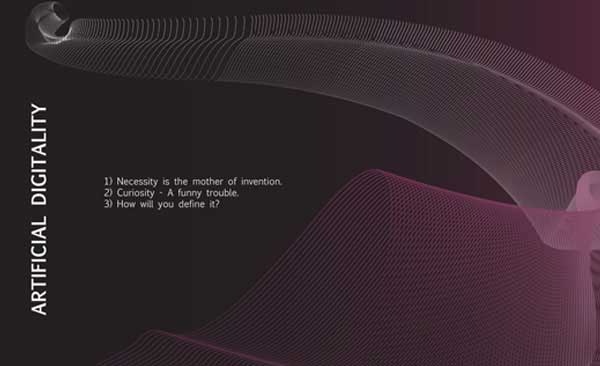 ARTIFICIAL DIGITALITY
1) Necessity is the mother of invention.
2) Curiosity - A funny trouble.
3) How will you define it?